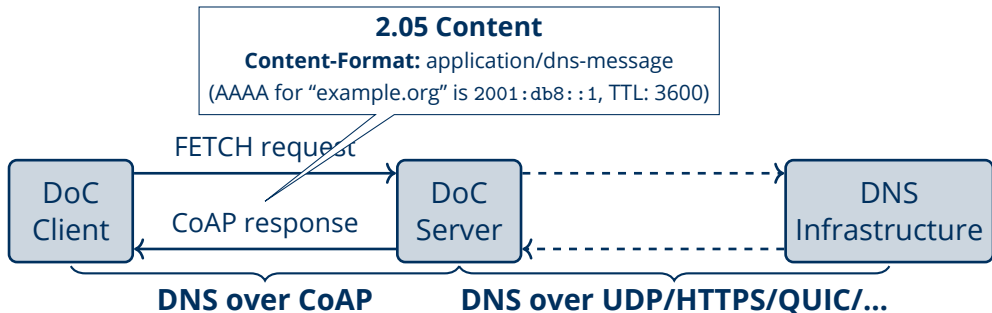 2.05 Content
Content-Format: application/dns-message
(AAAA for “example.org” is 2001:db8::1, TTL: 3600)
FETCH request
DoC
Client
CoAP response
DoC
Server
DNS
Infrastructure
DNS over CoAP
DNS over UDP/HTTPS/QUIC/...